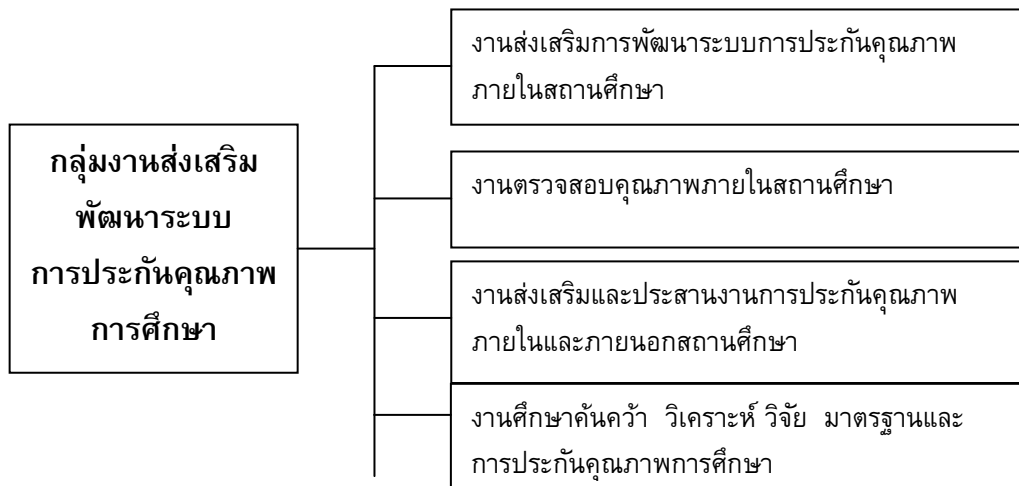 กลุ่มงานส่งเสริม
พัฒนาระบบ
การประกันคุณภาพ
การศึกษา
งานส่งเสริมการพัฒนาระบบการประกันคุณภาพ
ภายในสถานศึกษา
งานตรวจสอบคุณภาพภายในสถานศึกษา
งานส่งเสริมและประสานงานการประกันคุณภาพ
ภายในและภายนอกสถานศึกษา
งานศึกษาค้นคว้า วิเคราะห์ วิจัย มาตรฐานและ
การประกันคุณภาพการศึกษา